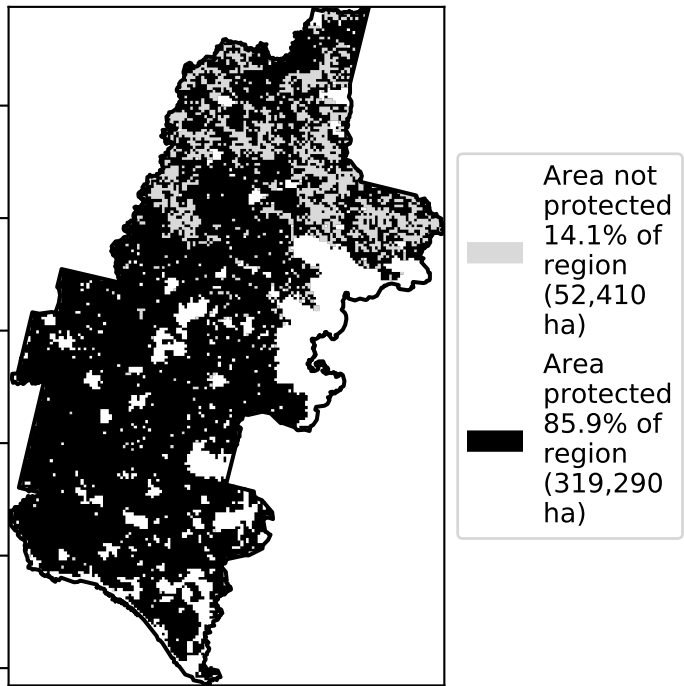 Area not
protected
14.1% of
region
(52,410
ha)
Area
protected
85.9% of
region
(319,290
ha)